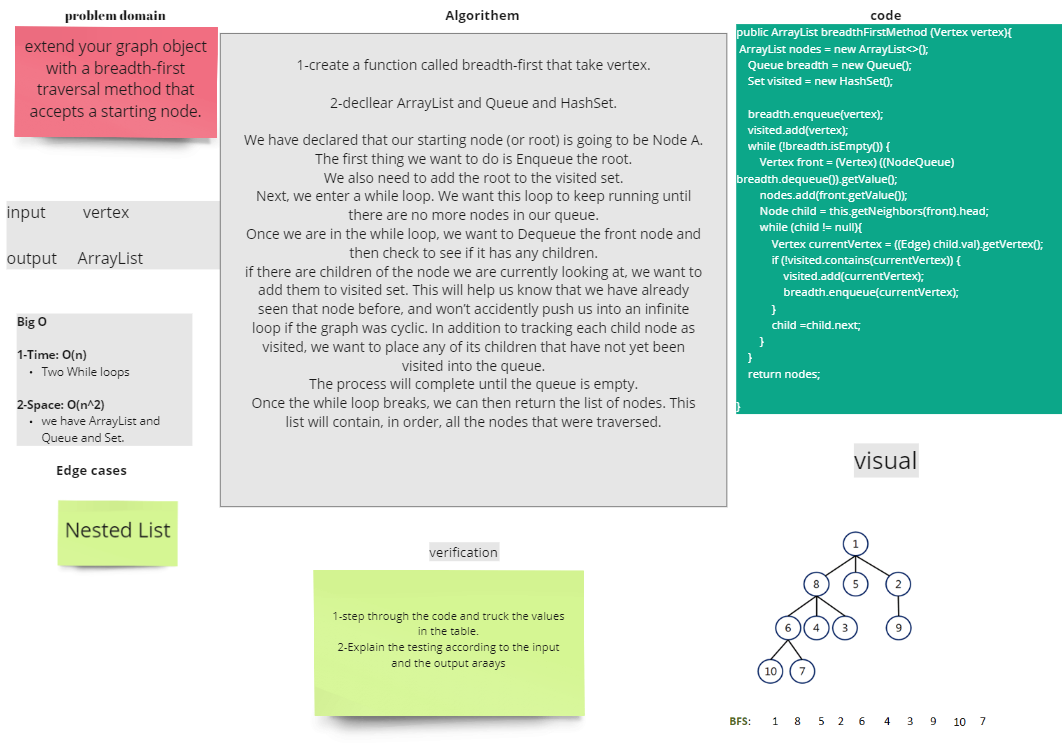 problem domain
extend your graph object
with a breadth-first
traversal method that
accepts a starting node.
input vertex
output ArrayList
Big O
1-Time: O(n)
• Two While loops
2-Space: O(n^2)
• we have ArrayList and
Queue and Set.
Edge cases
Nested List
Algorithem
1-create a function called breadth-first that take vertex.
2-decllear ArrayList and Queue and HashSet.
We have declared that our starting node (or root) is going to be Node A.
The first thing we want to do is Enqueue the root.
We also need to add the root to the visited set.
Next, we enter a while loop. We want this loop to keep running until
there are no more nodes in our queue.
Once we are in the while loop, we want to Dequeue the front node and
then check to see if it has any children.
if there are children of the node we are currently looking at, we want to
add them to visited set. This will help us know that we have already
seen that node before, and won’t accidently push us into an infinite
loop if the graph was cyclic. In addition to tracking each child node as
visited, we want to place any of its children that have not yet been
visited into the queue.
The process will complete until the queue is empty.
Once the while loop breaks, we can then return the list of nodes. This
list will contain, in order, all the nodes that were traversed.
verification
1-step through the code and truck the values
in the table.
2-Explain the testing according to the input
and the output araays
code
public ArrayList breadthFirstMethod (Vertex vertex){
ArrayList nodes = new ArrayList<>();
Queue breadth = new Queue();
Set visited = new HashSet();
breadth.enqueue(vertex);
visited.add(vertex);
while (!breadth.isEmpty()) {
Vertex front = (Vertex) ((NodeQueue)
breadth.dequeue()).getValue();
nodes.add(front.getValue());
Node child = this.getNeighbors(front).head;
while (child != null){
Vertex currentVertex = ((Edge) child.val).getVertex();
if (!visited.contains(currentVertex)) {
visited.add(currentVertex);
breadth.enqueue(currentVertex);
}
child =child.next;
}
}
return nodes;
}
visual
1
8 5 2
6 4 3 9
10 7
BFS: 1 8 5 2 6 4 3 9 10 7